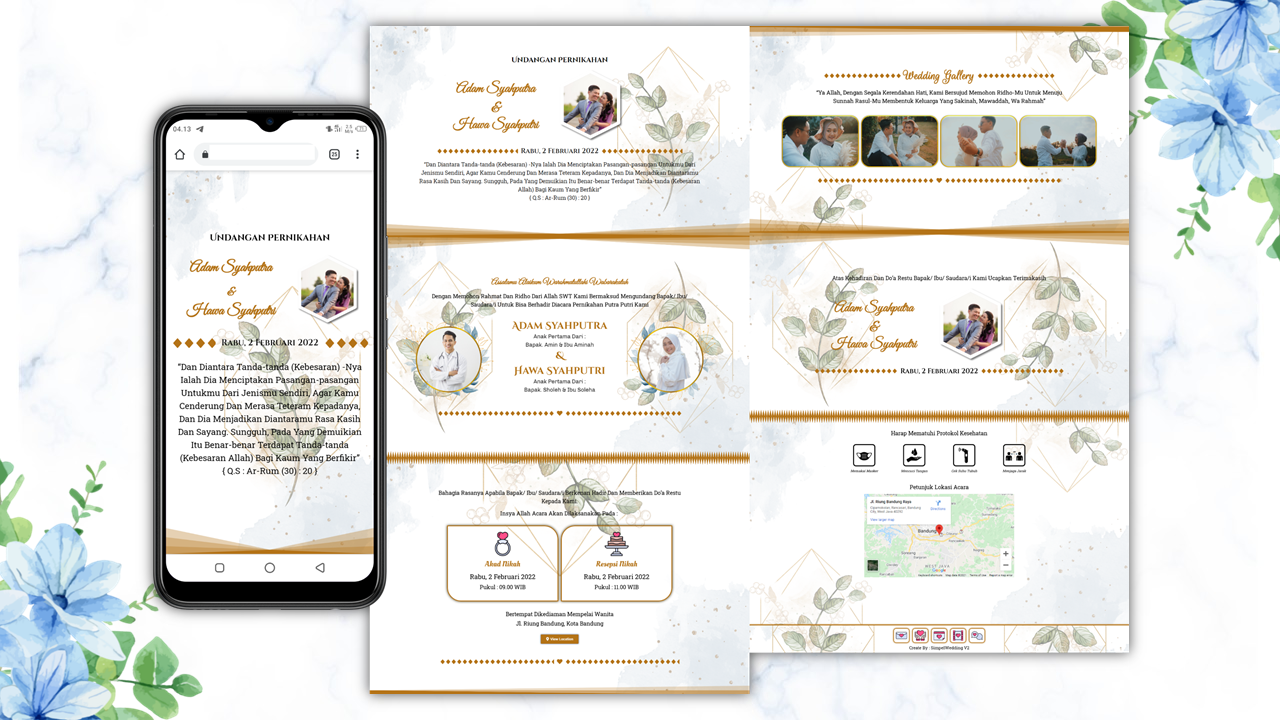 04.13
25
UNDANGAN PERNIKAHAN
Adam Syahputra
&
Hawa Syahputri
RABU, 2 FEBRUARI 2022
“Dan Diantara Tanda-tanda (Kebesaran) -Nya
Ialah Dia Menciptakan Pasangan-pasangan
Untukmu Dari Jenismu Sendiri, Agar Kamu
Cenderung Dan Merasa Teteram Kepadanya,
Dan Dia Menjadikan Diantaramu Rasa Kasih
Dan Sayang. Sungguh, Pada Yang Demuikian
Itu Benar-benar Terdapat Tanda-tanda
(Kebesaran Allah) Bagi Kaum Yang Berfikir”
{ Q.S : Ar-Rum (30) : 20 }
UNDANGAN PERNIKAHAN
Adam Syahputra
&
Hawa Syahputri
RABU, 2 FEBRUARI 2022
“Dan Diantara Tanda-tanda (Kebesaran) -Nya Ialah Dia Menciptakan Pasangan-pasangan Untukmu Dari
Jenismu Sendiri, Agar Kamu Cenderung Dan Merasa Teteram Kepadanya, Dan Dia Menjadikan Diantaramu
Rasa Kasih Dan Sayang. Sungguh, Pada Yang Demuikian Itu Benar-benar Terdapat Tanda-tanda (Kebesaran
Allah) Bagi Kaum Yang Berfikir”
{ Q.S : Ar-Rum (30) : 20 }
Assalamu Alaikum Warahmatullahi Wabarakatuh
Dengan Memohon Rahmat Dan Ridho Dari Allah SWT Kami Bermaksud Mengundang Bapak/ Ibu/
Saudara/i Untuk Bisa Berhadir Diacara Pernikahan Putra Putri Kami
ADAM SYAHPUTRA
Anak Pertama Dari :
Bapak. Amin & Ibu Aminah
&
HAWA SYAHPUTRI
Anak Pertama Dari :
Bapak. Sholeh & Ibu Soleha
Bahagia Rasanya Apabila Bapak/ Ibu/ Saudara/i Berkenan Hadir Dan Memberikan Do’a Restu
Kepada Kami.
Insya Allah Acara Akan Dilaksanakan Pada :
Akad Nikah
Rabu, 2 Februari 2022
Pukul : 09.00 WIB
Resepsi Nikah
Rabu, 2 Februari 2022
Pukul : 11.00 WIB
Bertempat Dikediaman Mempelai Wanita
Jl. Riung Bandung, Kota Bandung
View Location
Wedding Gallery
“Ya Allah, Dengan Segala Kerendahan Hati, Kami Bersujud Memohon Ridho-Mu Untuk Menuju
Sunnah Rasul-Mu Membentuk Keluarga Yang Sakinah, Mawaddah, Wa Rahmah”
Atas Kehadiran Dan Do’a Restu Bapak/ Ibu/ Saudara/i Kami Ucapkan Terimakasih
Adam Syahputra
&
Hawa Syahputri
RABU, 2 FEBRUARI 2022
Harap Mematuhi Protokol Kesehatan
Memakai Masker
Mencuci Tangan
Cek Suhu Tubuh
Menjaga Jarak
Petunjuk Lokasi Acara
Jl. Riung Bandung Raya
Directions
View larger map
Bandung
WEST JAVA
Google
Create By : SimpelWedding V2